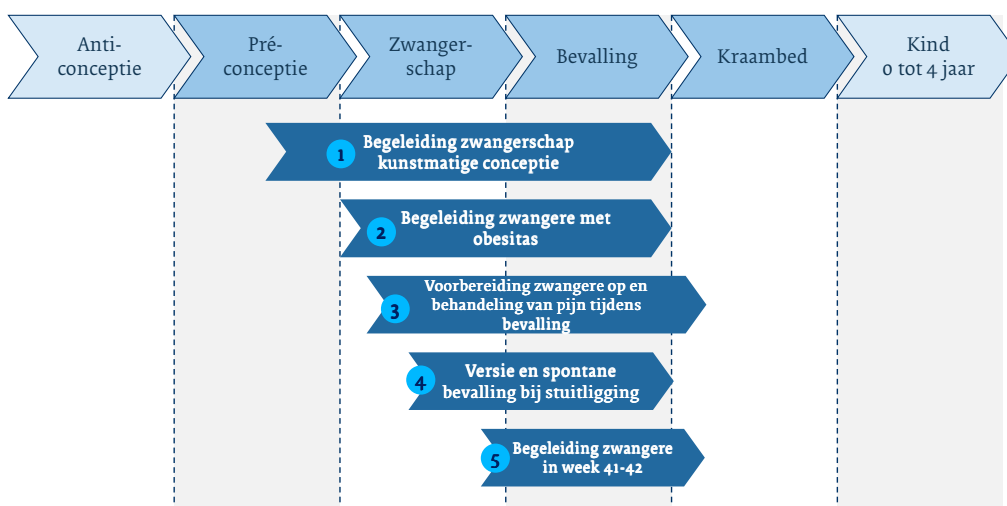 Anti-
conceptie
Pré-
conceptie
Zwanger-
schap
Bevalling
Kraambed
Kind
0 tot 4 jaar
1
Begeleiding zwangerschap
kunstmatige conceptie
2
Begeleiding zwangere met
obesitas
3
Voorbereiding zwangere op en
behandeling van pijn tijdens
bevalling
4
Versie en spontane
bevalling bij stuitligging
5
Begeleiding zwangere
in week 41-42